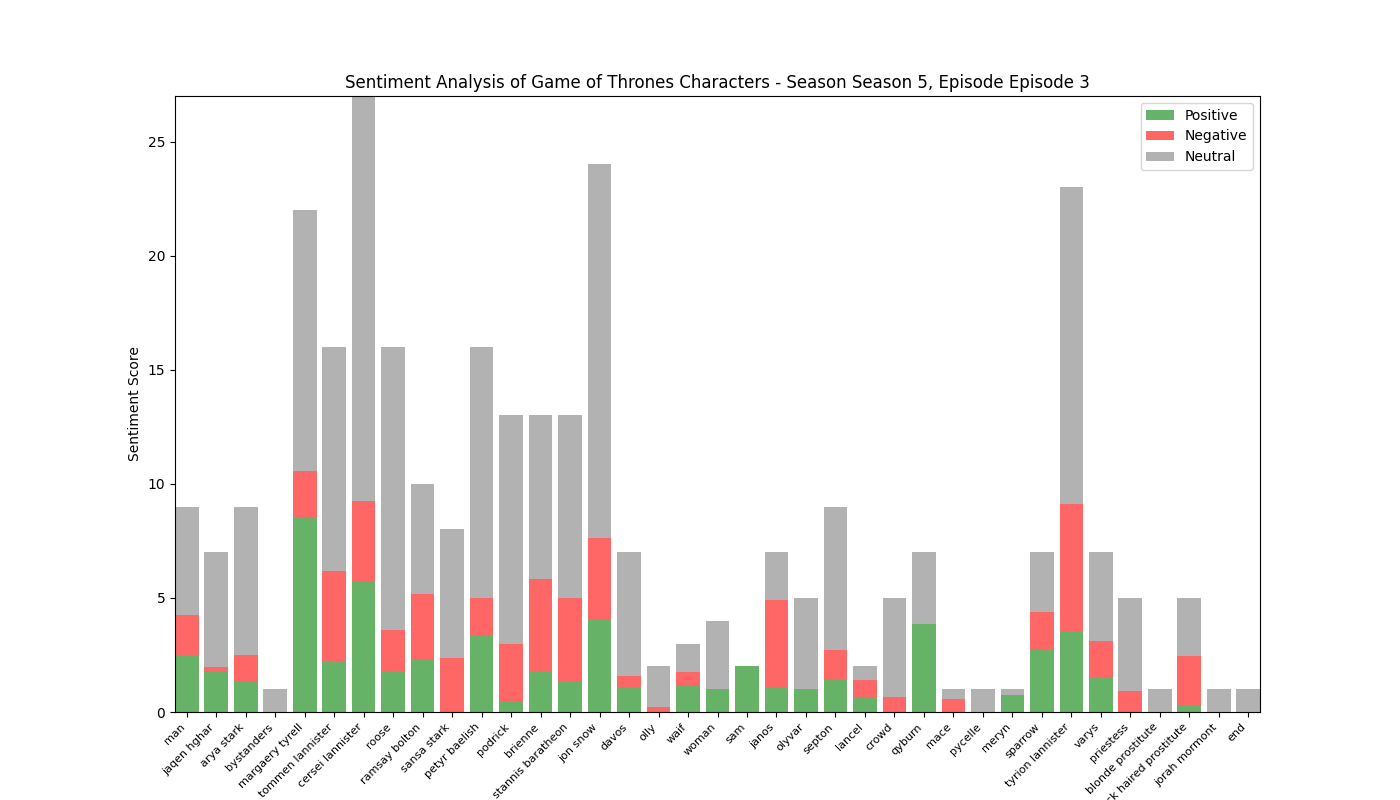 Sentiment Analysis of Game of Thrones Characters - Season Season 5, Episode Episode 3
Positive
Negative
Neutral
Sentiment Score
25
20
15
10
5
0
man
jaqen hghar
arya stark
bystanders
margaery tyrell
tommen lannister
cersei lannister
roose
ramsay bolton
sansa stark
petyr baelish
podrick
brienne
stannis baratheon
jon snow
davos
olly
waif
woman
sam
janos
olyvar
septon
lancel
crowd
qyburn
mace
pycelle
meryn
sparrow
tyrion lannister
varys
priestess
blonde prostitute
ck haired prostitute
jorah mormont
end